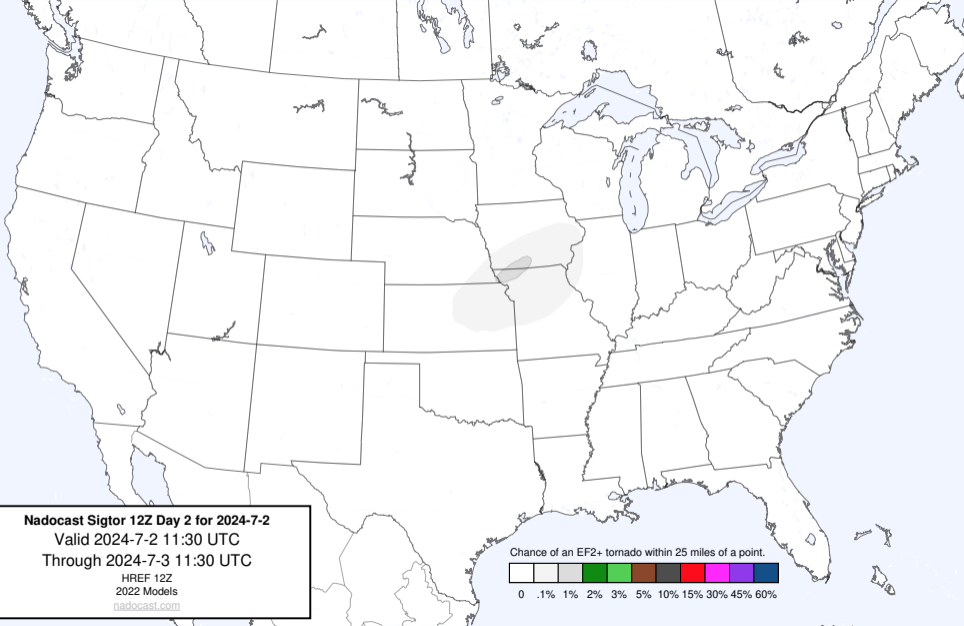 Nadocast Sigtor 12Z Day 2 for 2024-7-2
Valid 2024-7-2 11:30 UTC
Through 2024-7-3 11:30 UTC
HREF 12Z
2022 Models
nadocast.com
Chance of an EF2+ tornado within 25 miles of a point.
0 .1% 1% 2% 3% 5% 10% 15% 30% 45% 60%